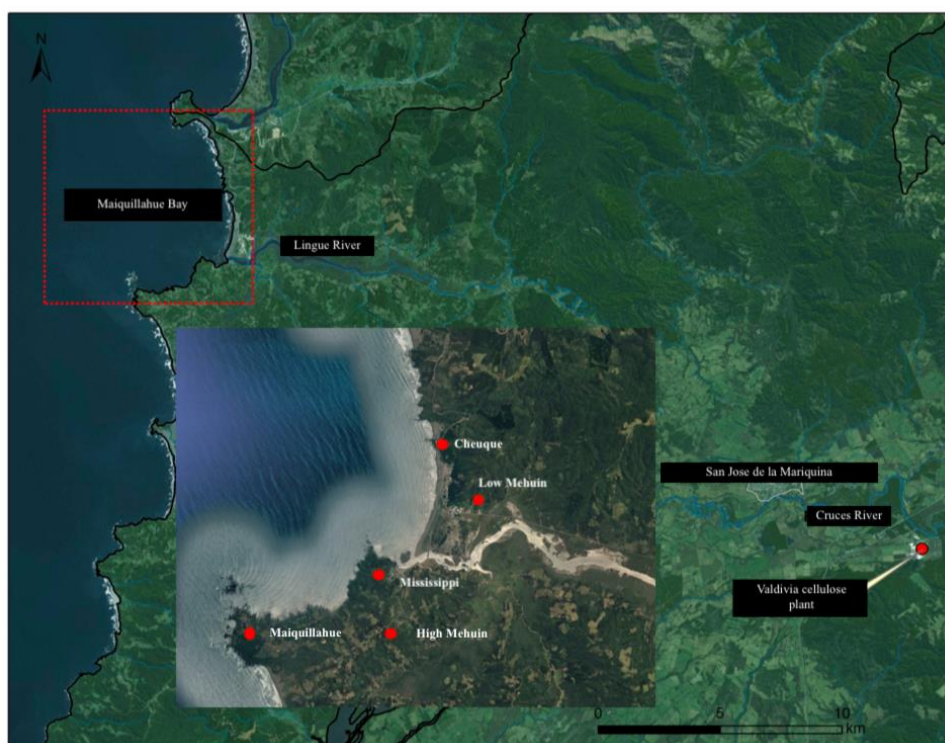 N
Maiquillahue Bay
Lingue River
Cheuque
San Jose de la Mariquina
Low Mehuin
Cruces River
Mississippi
Valdivia cellulose
plant
Maiquillahue
High Mehuin
0
5
10
km